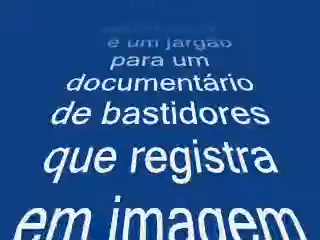 é um jargão
para um
documentário
de bastidores
que registra
em imagem